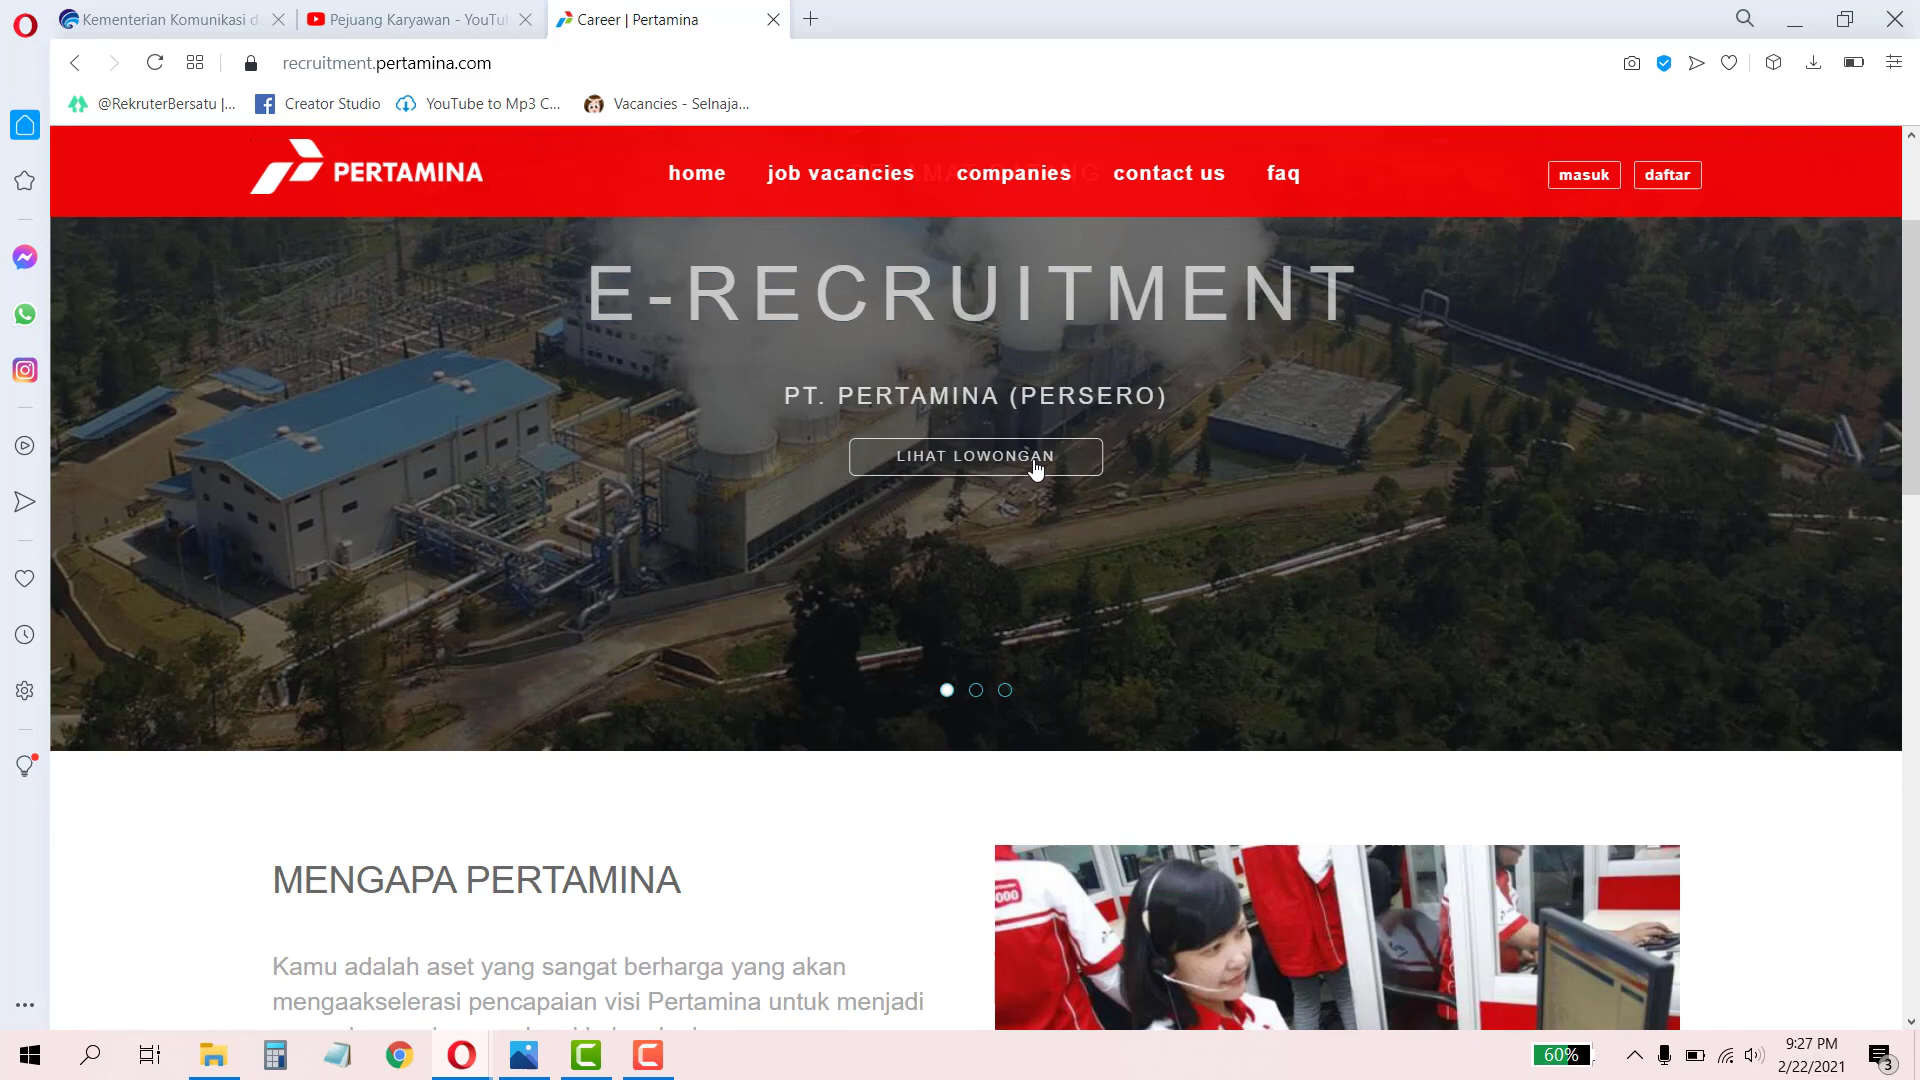 Kementerian Komunikasi d
Pejuang Karyawan - YouTu
Career | Pertamina
recruitment.pertamina.com
@RekruterBersatu |...
Creator Studio
YouTube to Mp3 C...
Vacancies - Selnaja...
PERTAMINA
home
job vacancies
companies
contact us
faq
masuk
daftar
E-RECRUITMENT
PT. PERTAMINA (PERSERO)
LIHAT LOWONGAN
MENGAPA PERTAMINA
Kamu adalah aset yang sangat berharga yang akan
mengaakselerasi pencapaian visi Pertamina untuk menjadi
60%
9:27 PM
2/22/2021
3